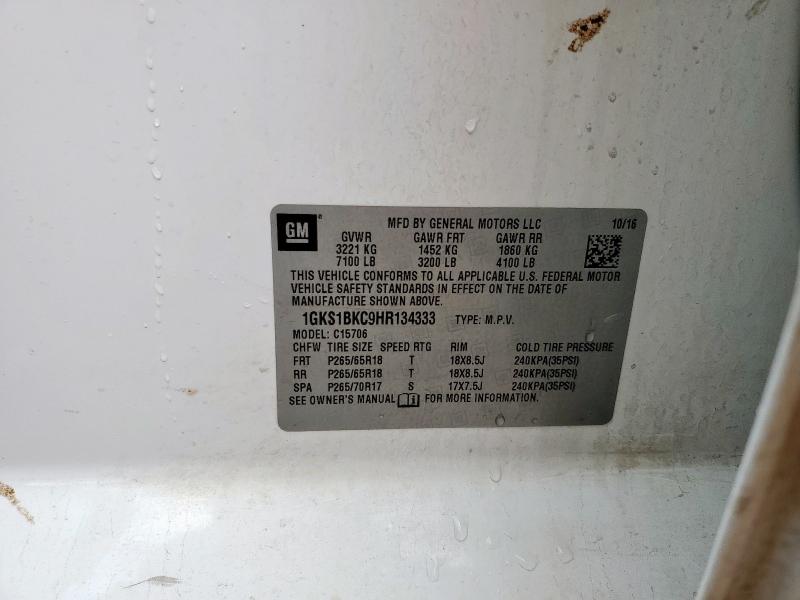 GM®
MFD BY GENERAL MOTORS LLC 10/16
GVWR GAWR FRT GAWR RR
3221 KG 1452 KG 1860 KG
7100 LB 3200 LB 4100 LB
THIS VEHICLE CONFORMS TO ALL APPLICABLE U.S. FEDERAL MOTOR
VEHICLE SAFETY STANDARDS IN EFFECT ON THE DATE OF
MANUFACTURE SHOWN ABOVE.
1GKS1BKC9HR134333 TYPE: M.P.V.
MODEL: C15706
CHFW TIRE SIZE SPEED RTG RIM COLD TIRE PRESSURE
FRT P265/65R18 T 18X8.5J 240KPA(35PSI)
RR P265/65R18 T 18X8.5J 240KPA(35PSI)
SPA P265/70R17 S 17X7.5J 240KPA(35PSI)
SEE OWNER'S MANUAL FOR MORE INFORMATION.